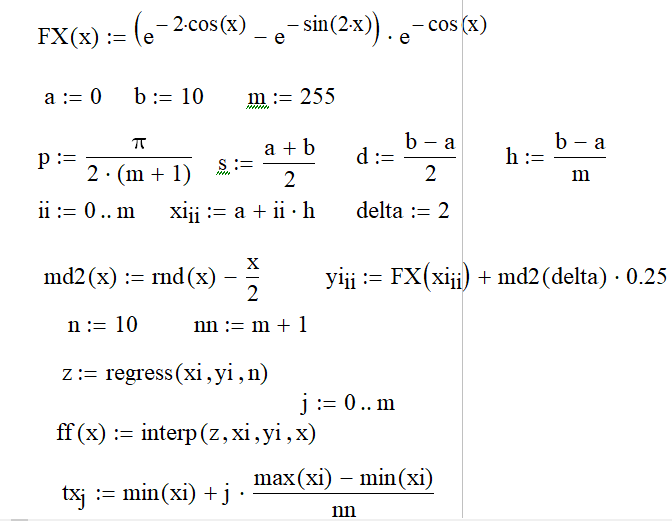 FX(x) := (e^(− 2·cos(x)) − e^(− sin(2·x))) · e^(− cos(x))
a := 0 b := 10 m := 255
p := π / (2 · (m + 1)) s := (a + b) / 2 d := (b − a) / 2 h := (b − a) / m
ii := 0 .. m xi_ii := a + ii · h delta := 2
md2(x) := rnd(x) − x / 2 yi_ii := FX(xi_ii) + md2(delta) · 0.25
n := 10 nn := m + 1
z := regress(xi , yi , n)
j := 0 .. m
ff(x) := interp(z , xi , yi , x)
tx_j := min(xi) + j · (max(xi) − min(xi)) / nn